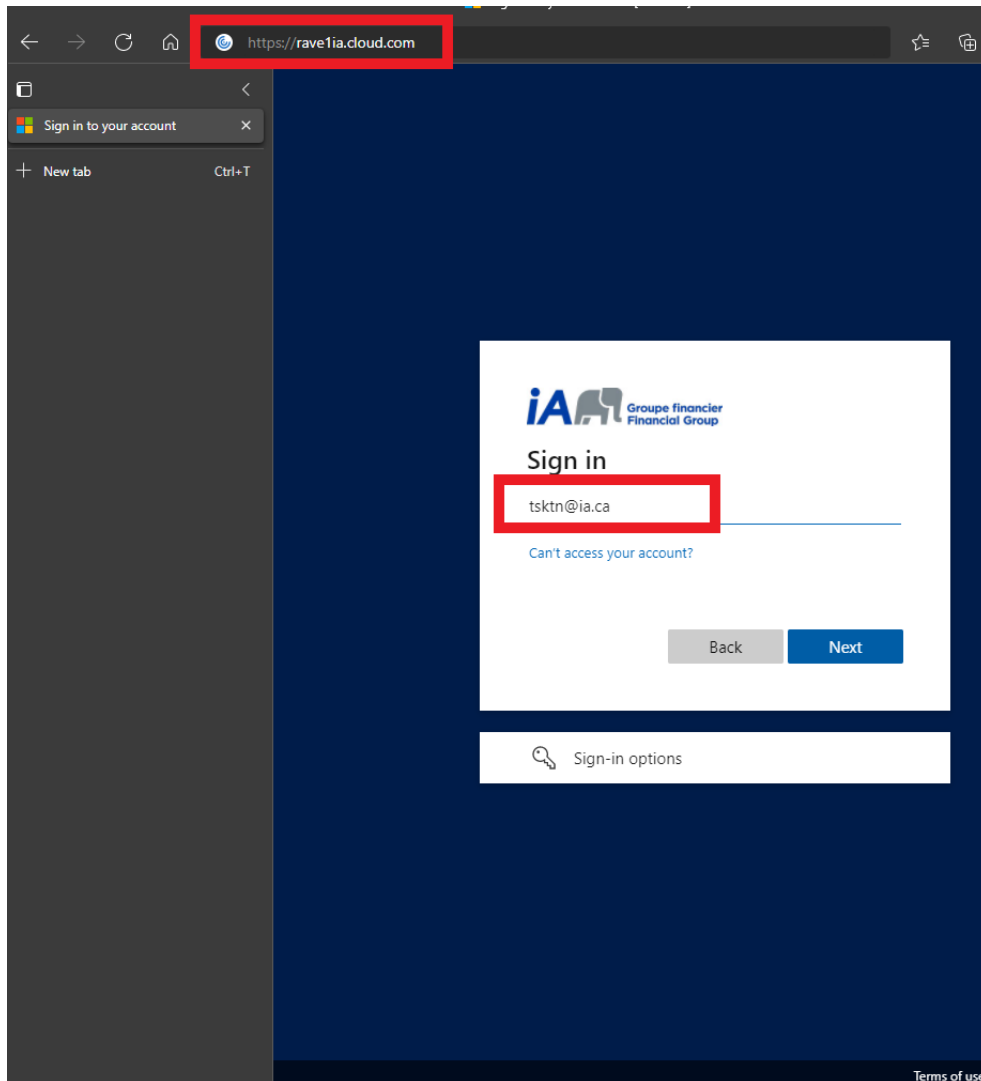 https://rave1ia.cloud.com
Sign in to your account
New tab Ctrl+T
iA Groupe financier
Financial Group
Sign in
tsktn@ia.ca
Can't access your account?
Back Next
Sign-in options
Terms of use